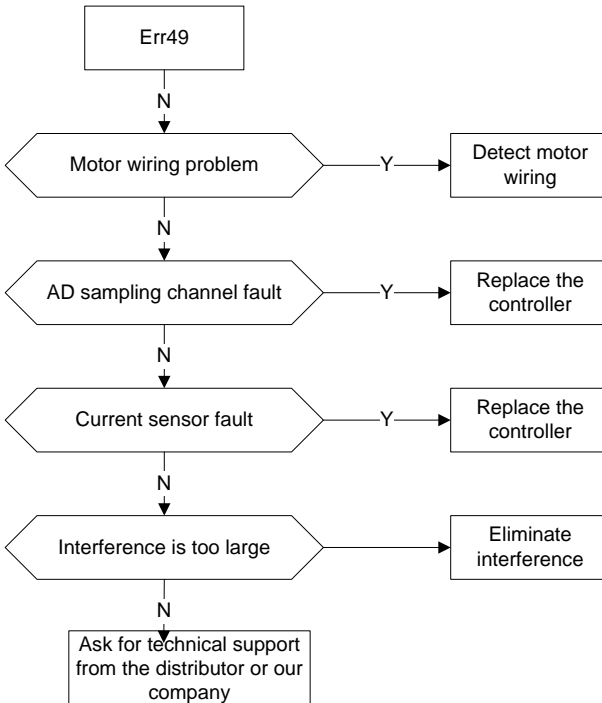 Err49
N
Motor wiring problem
Y
Detect motor
wiring
N
AD sampling channel fault
Y
Replace the
controller
N
Current sensor fault
Y
Replace the
controller
N
Interference is too large
Eliminate
interference
N
Ask for technical support
from the distributor or our
company